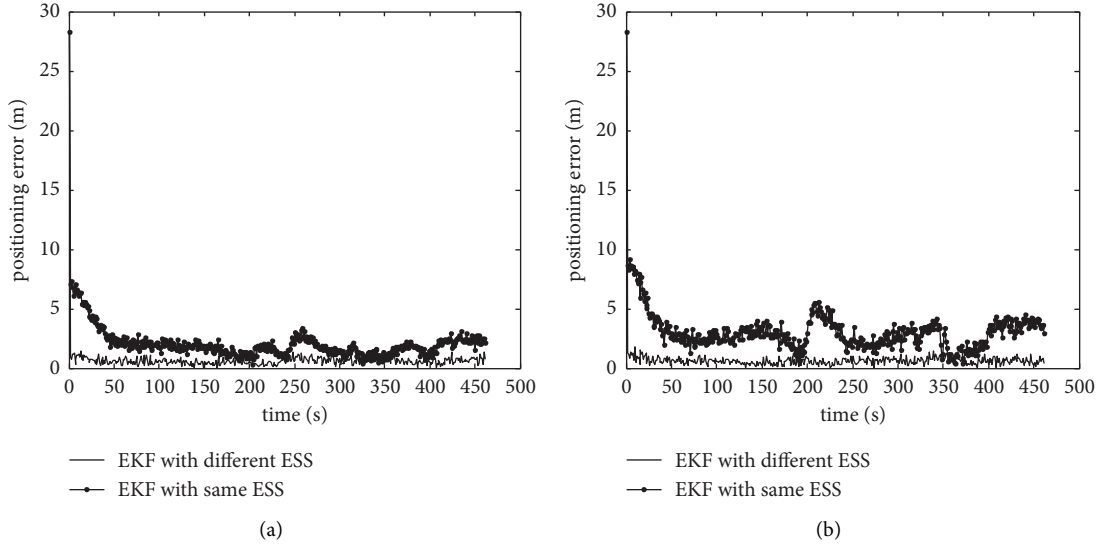 30
25
20
15
10
5
0
positioning error (m)
0 50 100 150 200 250 300 350 400 450 500
time (s)
EKF with different ESS
EKF with same ESS
(a)
30
25
20
15
10
5
0
positioning error (m)
0 50 100 150 200 250 300 350 400 450 500
time (s)
EKF with different ESS
EKF with same ESS
(b)